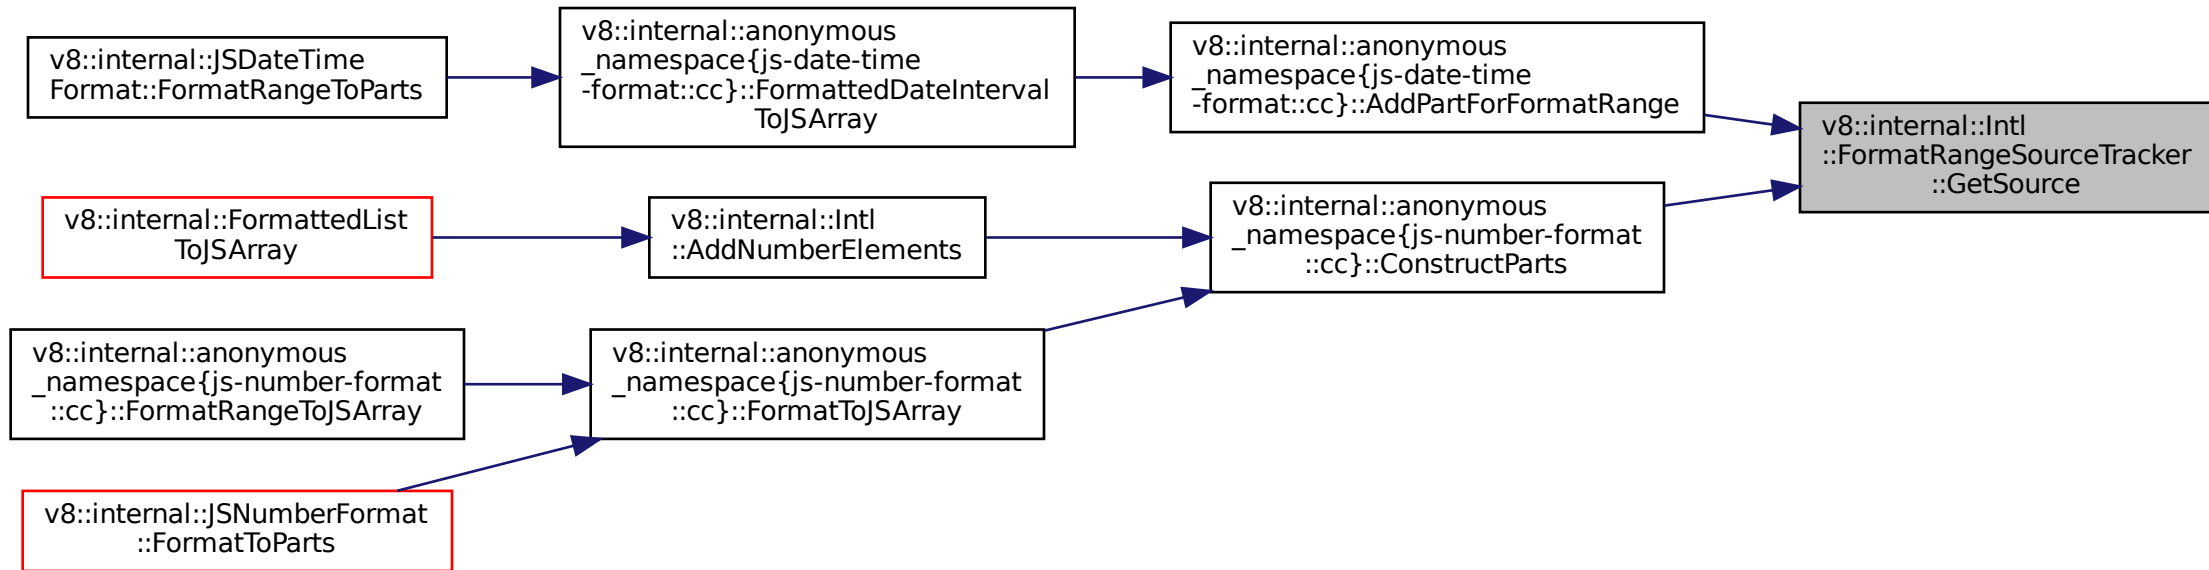 v8::internal::JSDateTime
Format::FormatRangeToParts
v8::internal::anonymous
_namespace{js-date-time
-format::cc}::FormattedDateInterval
ToJSArray
v8::internal::anonymous
_namespace{js-date-time
-format::cc}::AddPartForFormatRange
v8::internal::Intl
::FormatRangeSourceTracker
::GetSource
v8::internal::FormattedList
ToJSArray
v8::internal::Intl
::AddNumberElements
v8::internal::anonymous
_namespace{js-number-format
::cc}::ConstructParts
v8::internal::anonymous
_namespace{js-number-format
::cc}::FormatRangeToJSArray
v8::internal::anonymous
_namespace{js-number-format
::cc}::FormatToJSArray
v8::internal::JSNumberFormat
::FormatToParts